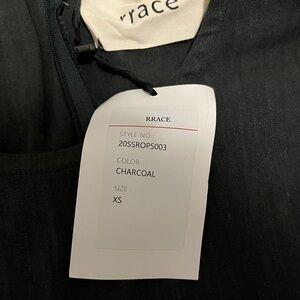 rrace
RRACE
STYLE NO :
20SSROPS003
COLOR :
CHARCOAL
SIZE :
XS